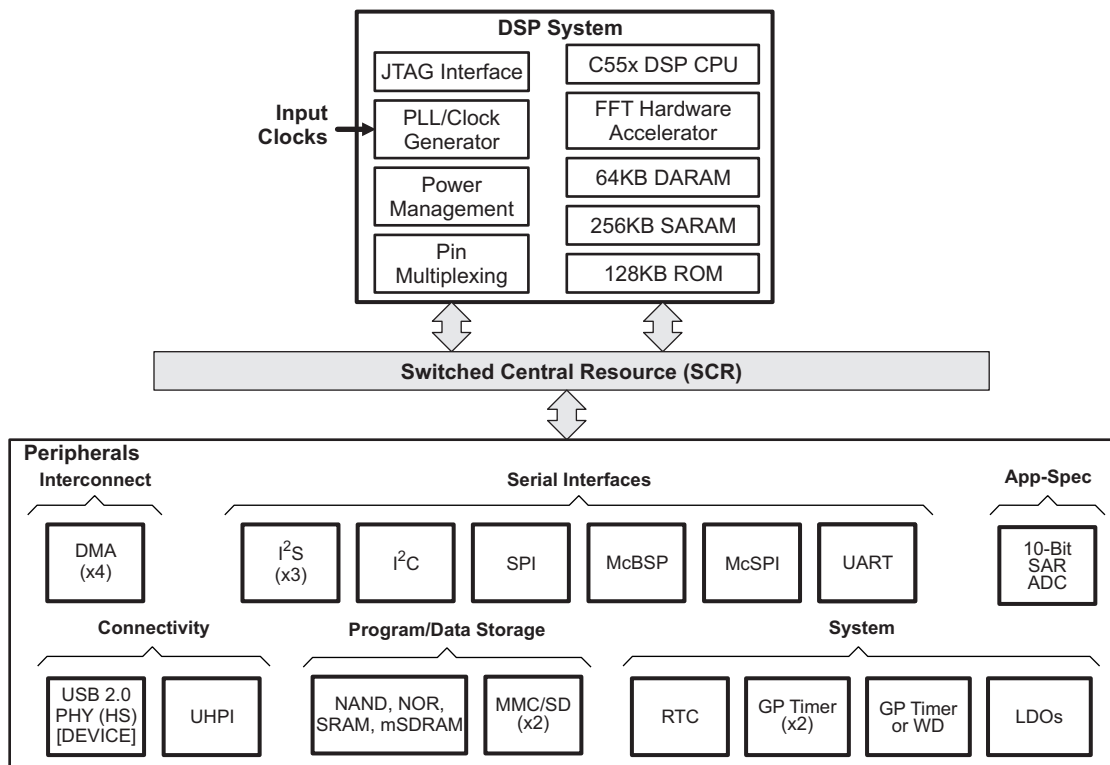 DSP System
JTAG Interface
C55x DSP CPU
Input
Clocks
PLL/Clock
Generator
FFT Hardware
Accelerator
Power
Management
64KB DARAM
256KB SARAM
Pin
Multiplexing
128KB ROM
Switched Central Resource (SCR)
Peripherals
Interconnect
Serial Interfaces
App-Spec
DMA
(x4)
I²S
(x3)
I²C
SPI
McBSP
McSPI
UART
10-Bit
SAR
ADC
Connectivity
Program/Data Storage
System
USB 2.0
PHY (HS)
[DEVICE]
UHPI
NAND, NOR,
SRAM, mSDRAM
MMC/SD
(x2)
RTC
GP Timer
(x2)
GP Timer
or WD
LDOs